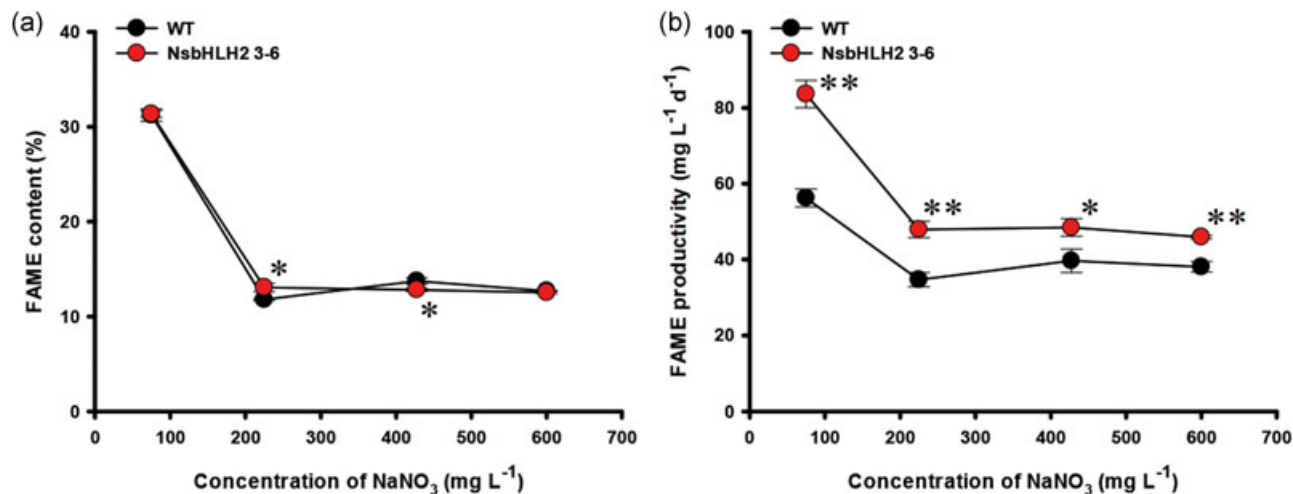 (a)
WT
NsbHLH2 3-6
FAME content (%)
40
30
20
10
0
*
*
0 100 200 300 400 500 600 700
Concentration of NaNO₃ (mg L⁻¹)
(b)
WT
NsbHLH2 3-6
FAME productivity (mg L⁻¹ d⁻¹)
100
80
60
40
20
0
**
**
*
**
0 100 200 300 400 500 600 700
Concentration of NaNO₃ (mg L⁻¹)